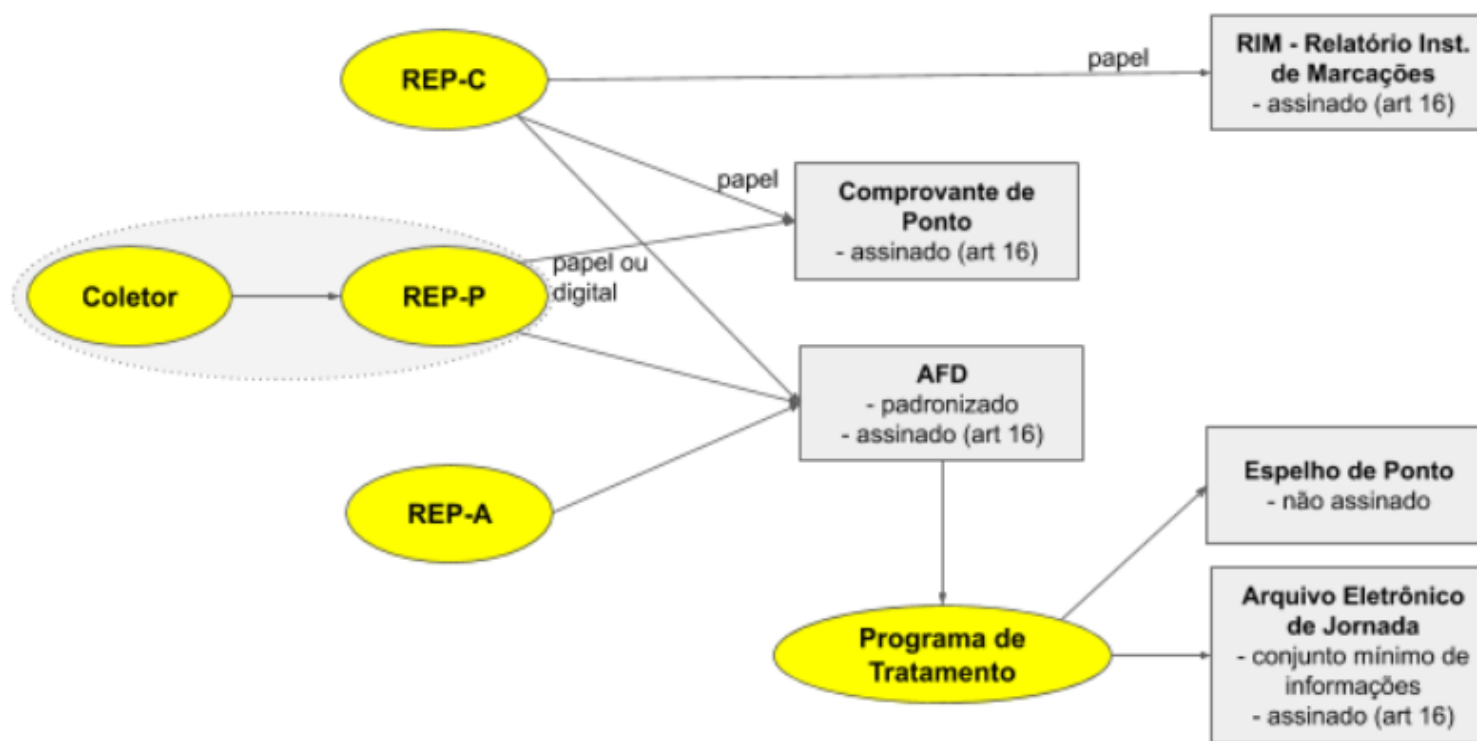 REP-C
papel
RIM - Relatório Inst.
de Marcações
- assinado (art 16)
papel
Comprovante de
Ponto
- assinado (art 16)
Coletor
REP-P
papel ou
digital
AFD
- padronizado
- assinado (art 16)
REP-A
Espelho de Ponto
- não assinado
Programa de
Tratamento
Arquivo Eletrônico
de Jornada
- conjunto mínimo de
informações
- assinado (art 16)